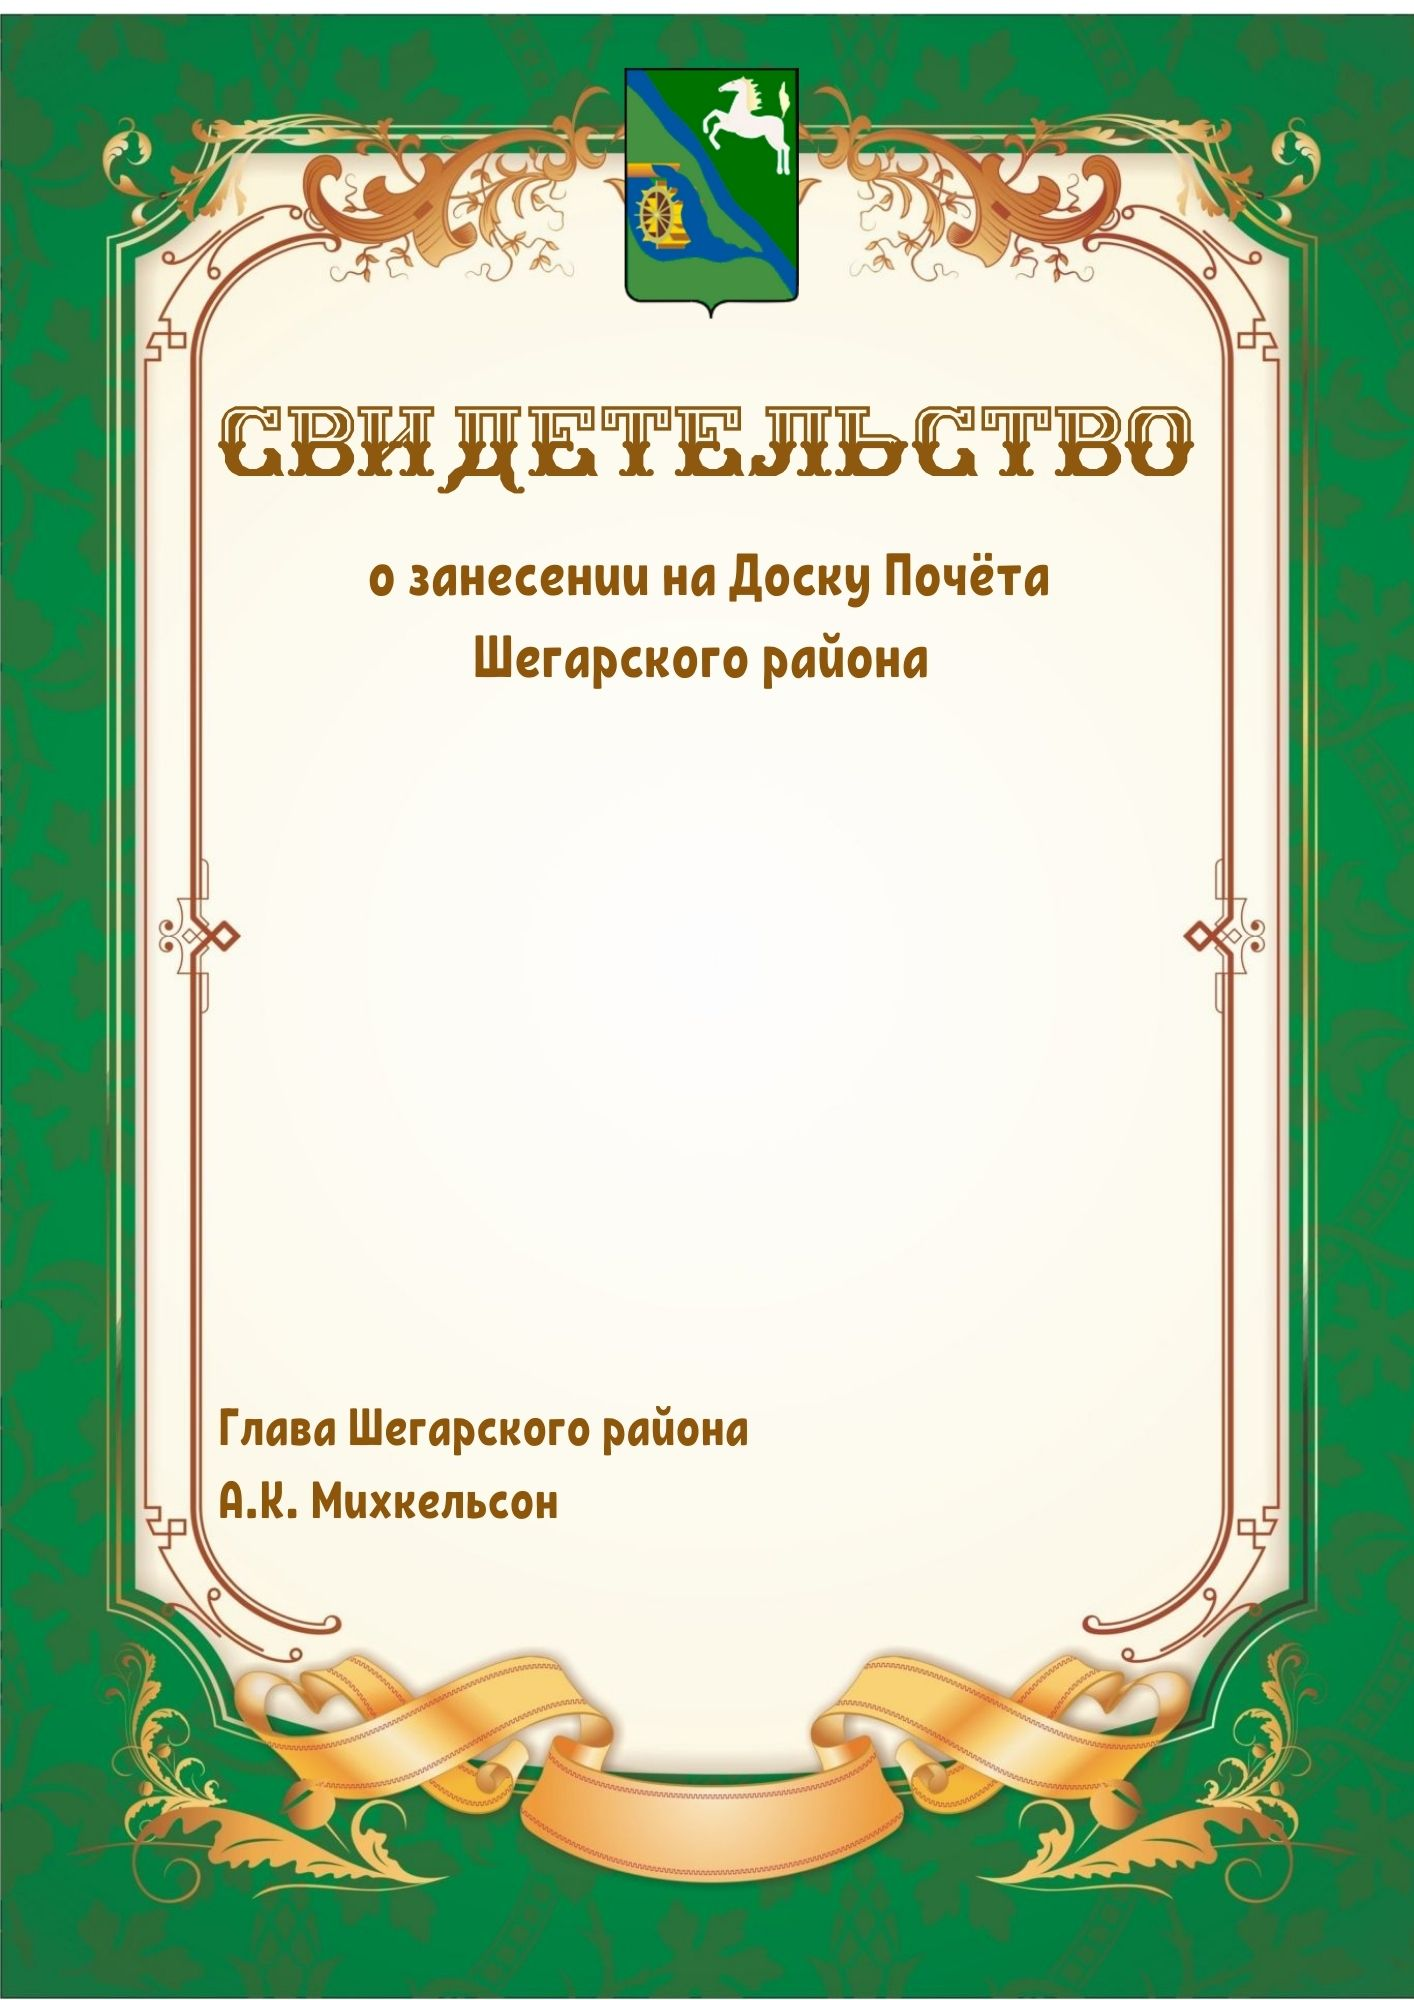 СВИДЕТЕЛЬСТВО
о занесении на Доску Почёта
Шегарского района
Глава Шегарского района
А.К. Михкельсон